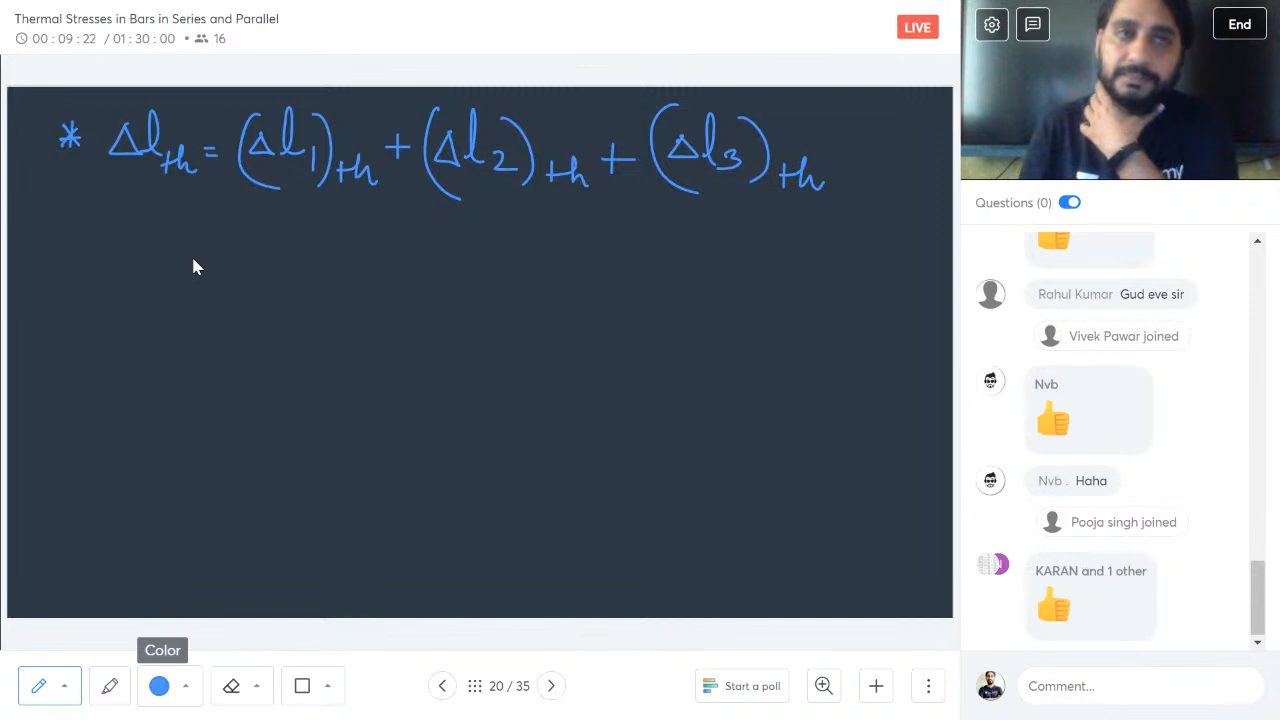 Thermal Stresses in Bars in Series and Parallel
00 : 09 : 22 / 01 : 30 : 00 • 16
LIVE
End
* Δl_th = (Δl_1)_th + (Δl_2)_th + (Δl_3)_th
Questions (0)
Rahul Kumar Gud eve sir
Vivek Pawar joined
Nvb
Nvb . Haha
Pooja singh joined
KARAN and 1 other
Color
20 / 35
Start a poll
Comment...